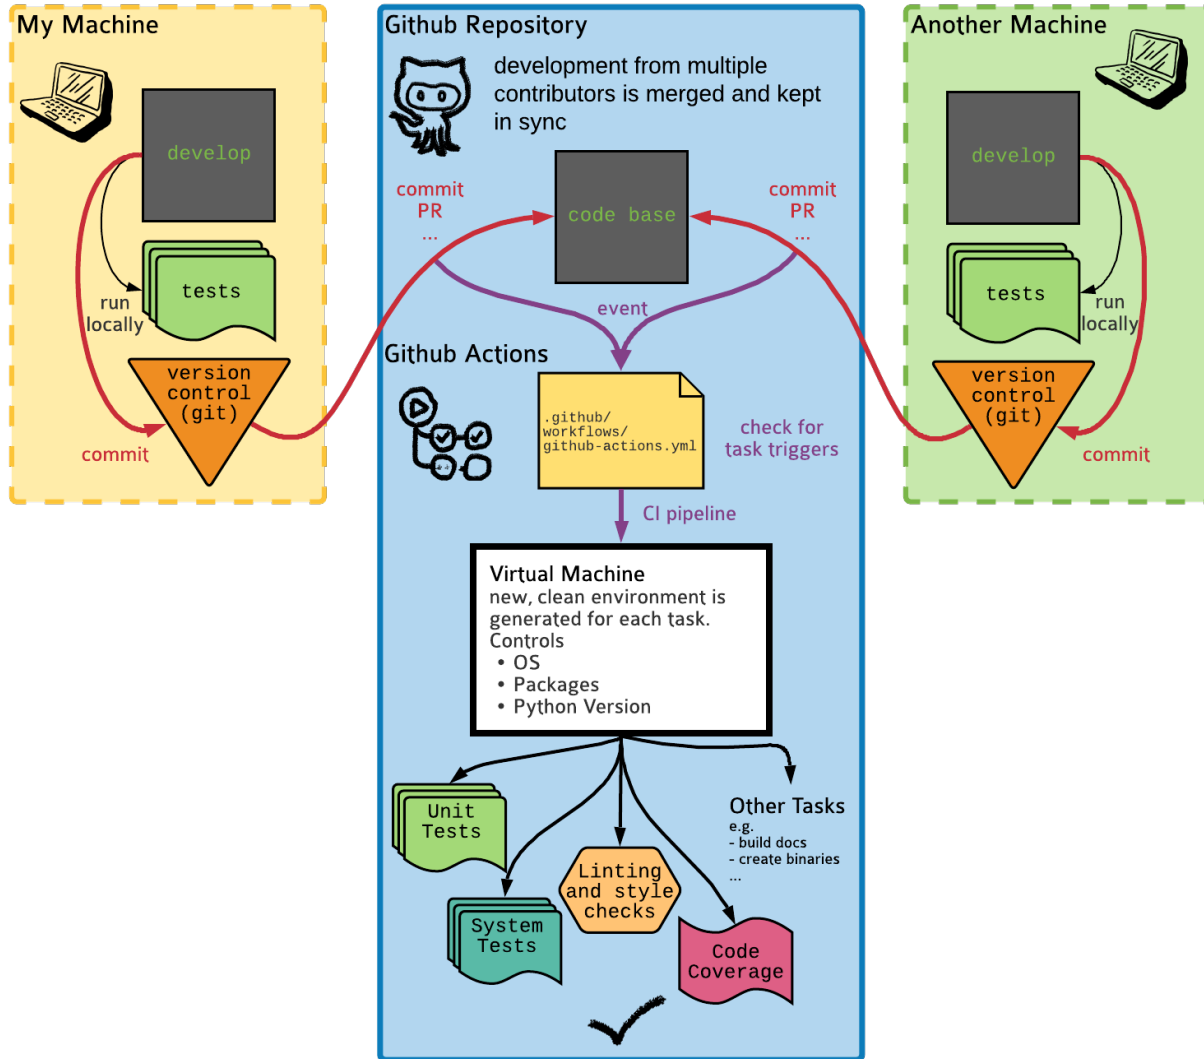 My Machine
develop
tests
run
locally
version
control
(git)
commit
Github Repository
development from multiple
contributors is merged and kept
in sync
commit
PR
...
code base
commit
PR
...
event
Github Actions
.github/
workflows/
github-actions.yml
check for
task triggers
CI pipeline
Virtual Machine
new, clean environment is
generated for each task.
Controls
• OS
• Packages
• Python Version
Unit
Tests
System
Tests
Linting
and style
checks
Code
Coverage
Other Tasks
e.g.
- build docs
- create binaries
...
Another Machine
develop
tests
run
locally
version
control
(git)
commit